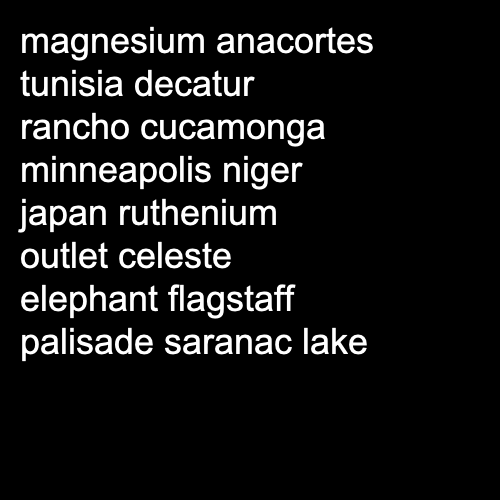 magnesium anacortes
tunisia decatur
rancho cucamonga
minneapolis niger
japan ruthenium
outlet celeste
elephant flagstaff
palisade saranac lake